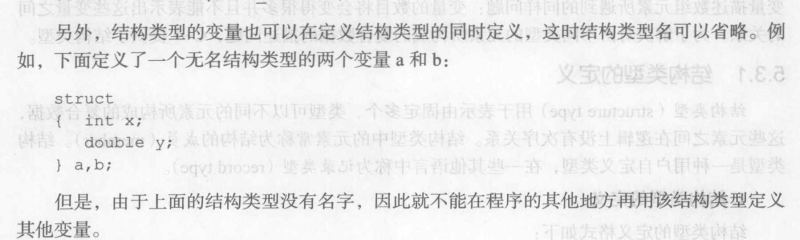 另外，结构类型的变量也可以在定义结构类型的同时定义，这时结构类型名可以省略。例
如，下面定义了一个无名结构类型的两个变量 a 和 b：
struct
{ int x;
double y;
} a,b;
但是，由于上面的结构类型没有名字，因此就不能在程序的其他地方再用该结构类型定义
其他变量。